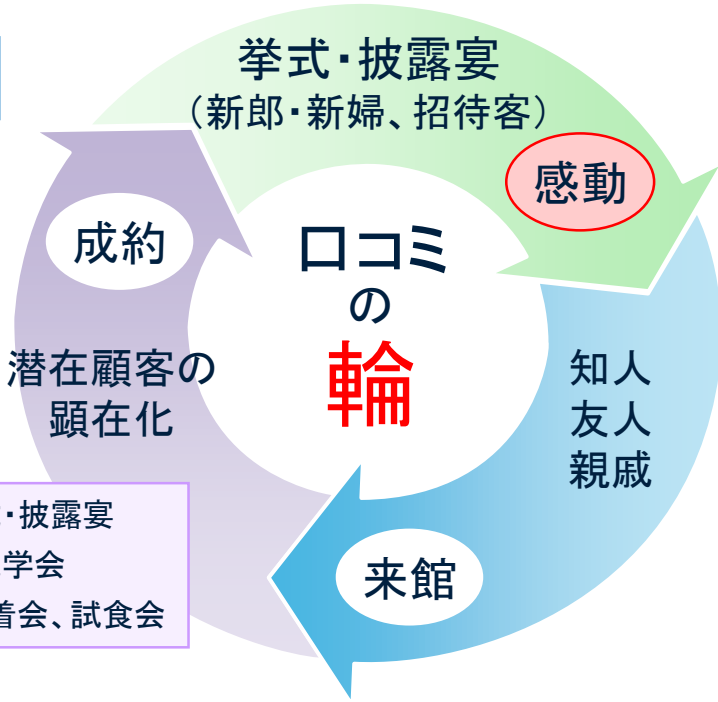 挙式・披露宴
（新郎・新婦、招待客）
感動
成約
口コミ
の
輪
潜在顧客の
顕在化
知人
友人
親戚
来館
・披露宴
学会
着会、試食会